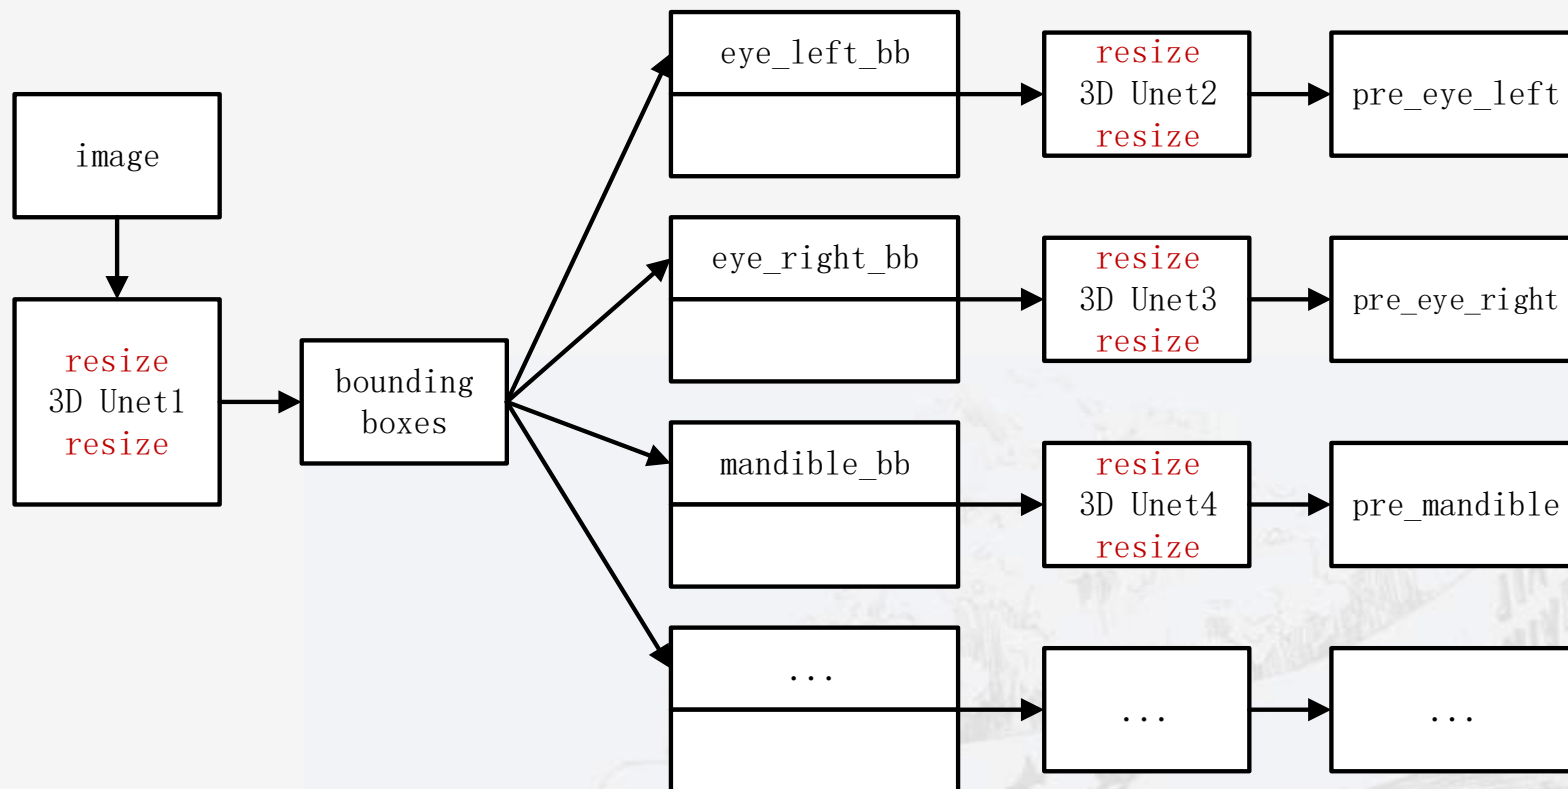 image
resize
3D Unet1
resize
bounding
boxes
eye_left_bb
resize
3D Unet2
resize
pre_eye_left
eye_right_bb
resize
3D Unet3
resize
pre_eye_right
mandible_bb
resize
3D Unet4
resize
pre_mandible
...
...
...